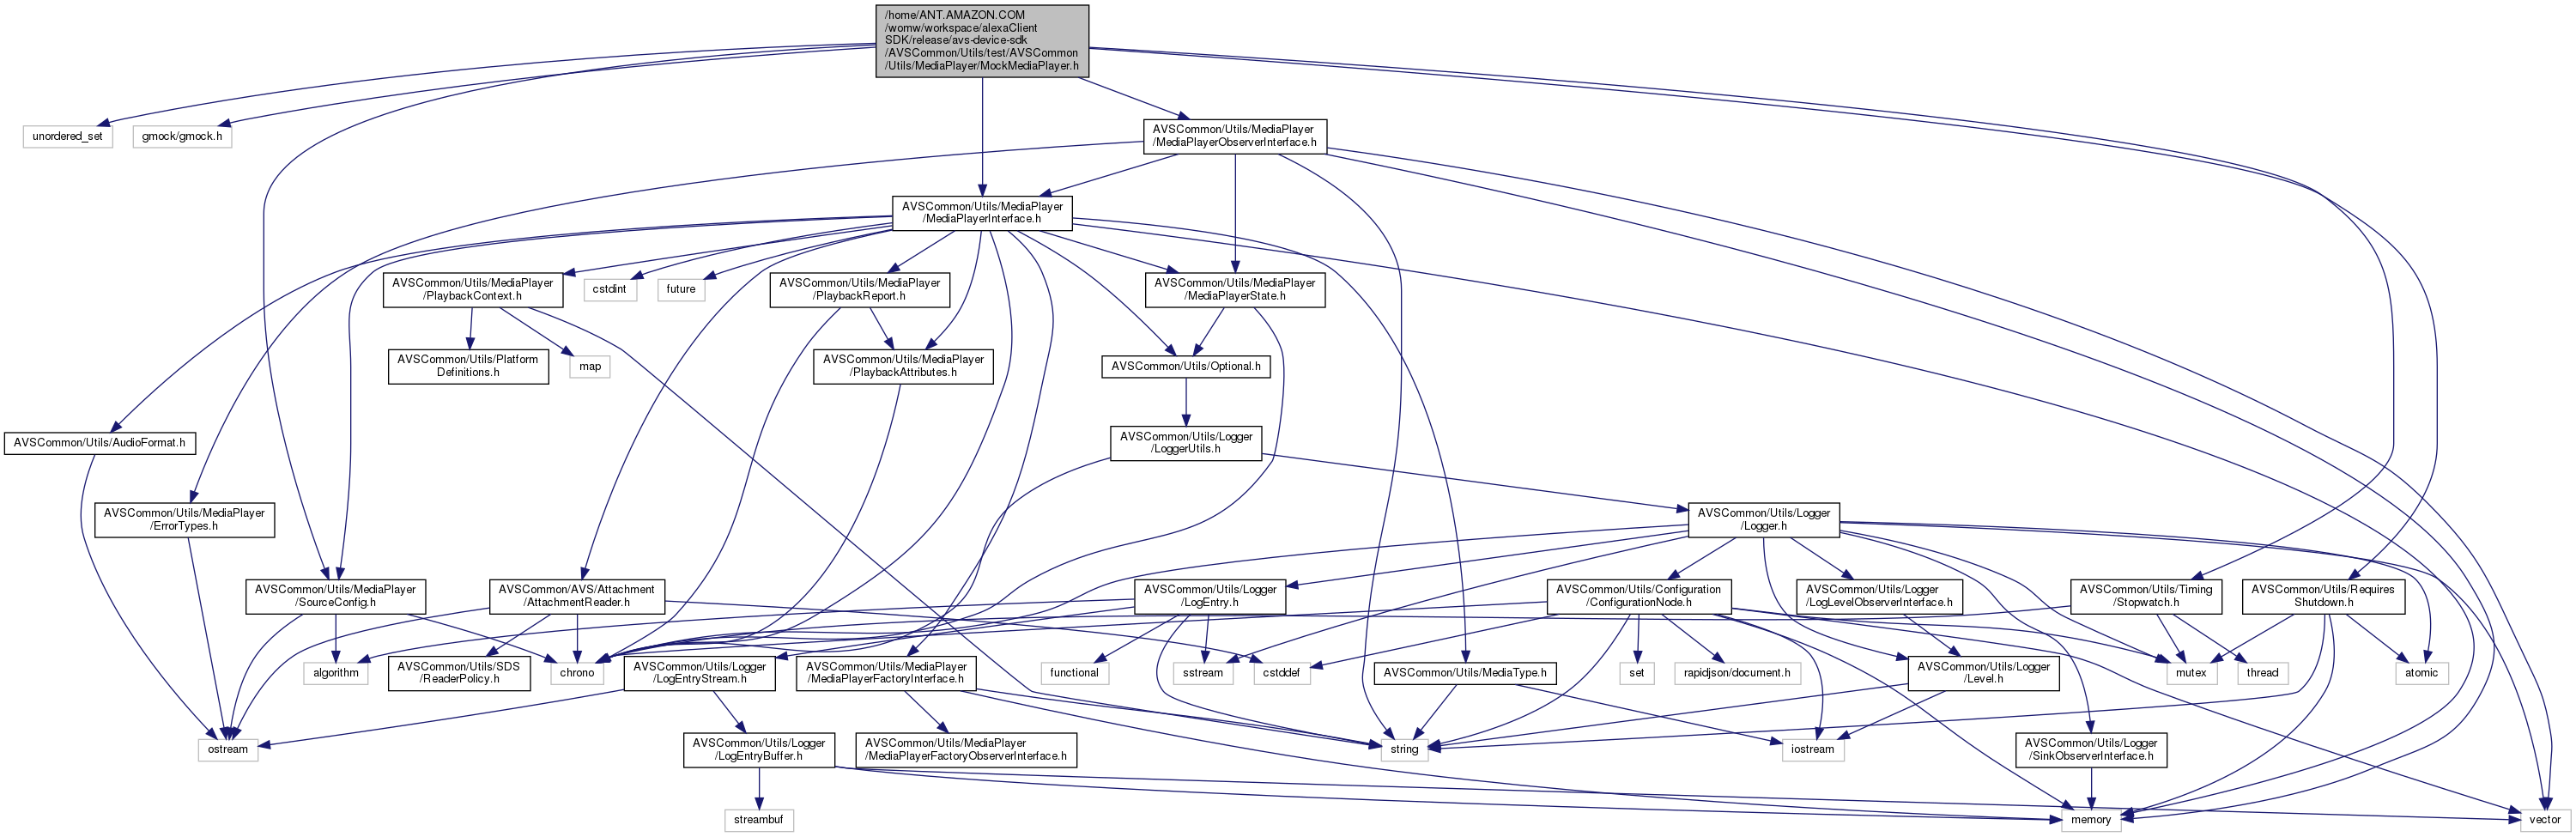 /home/ANT.AMAZON.COM
/womw/workspace/alexaClient
SDK/release/avs-device-sdk
/AVSCommon/Utils/test/AVSCommon
/Utils/MediaPlayer/MockMediaPlayer.h
unordered_set
gmock/gmock.h
AVSCommon/Utils/MediaPlayer
/MediaPlayerObserverInterface.h
AVSCommon/Utils/MediaPlayer
/MediaPlayerInterface.h
AVSCommon/Utils/MediaPlayer
/PlaybackContext.h
cstdint
future
AVSCommon/Utils/MediaPlayer
/PlaybackReport.h
AVSCommon/Utils/MediaPlayer
/MediaPlayerState.h
AVSCommon/Utils/Platform
Definitions.h
map
AVSCommon/Utils/MediaPlayer
/PlaybackAttributes.h
AVSCommon/Utils/Optional.h
AVSCommon/Utils/AudioFormat.h
AVSCommon/Utils/Logger
/LoggerUtils.h
AVSCommon/Utils/MediaPlayer
/ErrorTypes.h
AVSCommon/Utils/Logger
/Logger.h
AVSCommon/Utils/MediaPlayer
/SourceConfig.h
AVSCommon/AVS/Attachment
/AttachmentReader.h
AVSCommon/Utils/Logger
/LogEntry.h
AVSCommon/Utils/Configuration
/ConfigurationNode.h
AVSCommon/Utils/Logger
/LogLevelObserverInterface.h
AVSCommon/Utils/Timing
/Stopwatch.h
AVSCommon/Utils/Requires
Shutdown.h
algorithm
AVSCommon/Utils/SDS
/ReaderPolicy.h
chrono
AVSCommon/Utils/Logger
/LogEntryStream.h
AVSCommon/Utils/MediaPlayer
/MediaPlayerFactoryInterface.h
functional
sstream
cstddef
AVSCommon/Utils/MediaType.h
set
rapidjson/document.h
AVSCommon/Utils/Logger
/Level.h
mutex
thread
atomic
ostream
AVSCommon/Utils/Logger
/LogEntryBuffer.h
AVSCommon/Utils/MediaPlayer
/MediaPlayerFactoryObserverInterface.h
string
iostream
AVSCommon/Utils/Logger
/SinkObserverInterface.h
streambuf
memory
vector